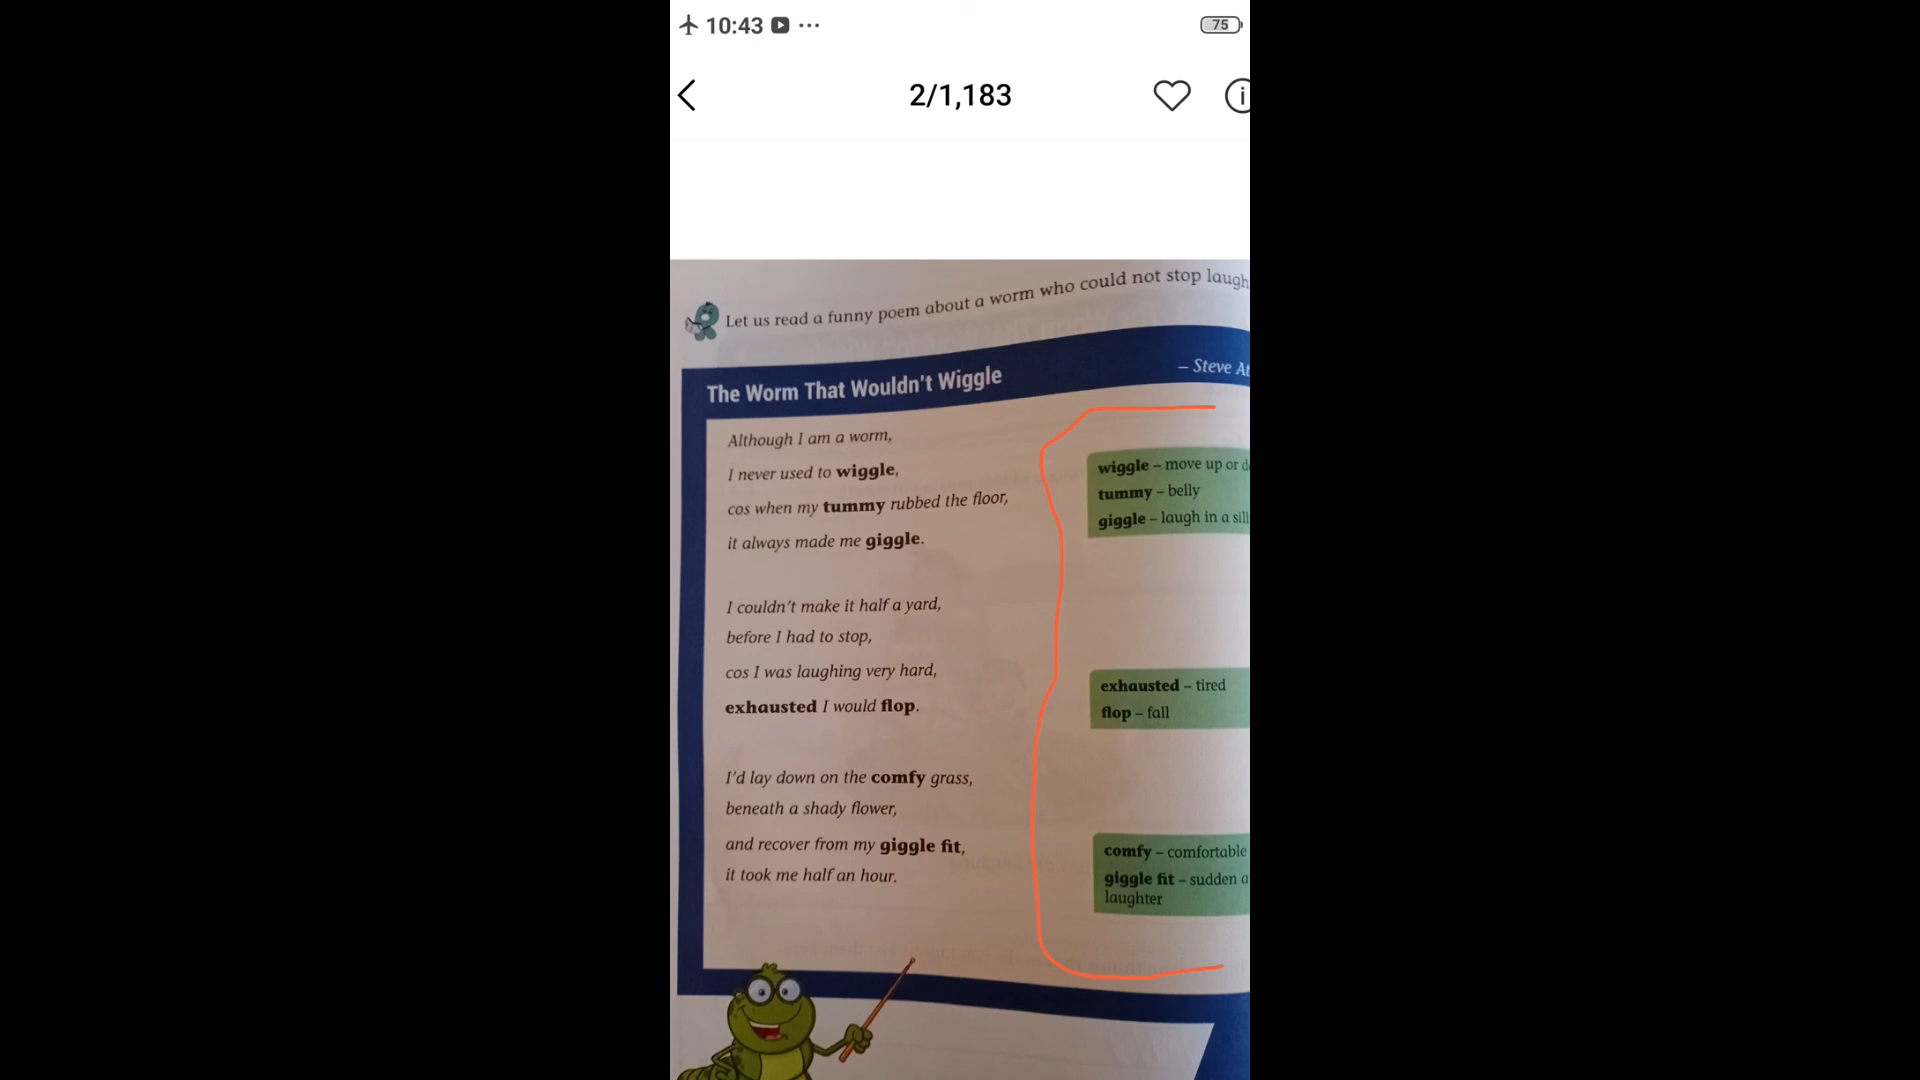 10:43 ...
75
2/1,183
Let us read a funny poem about a worm who could not stop laugh
The Worm That Wouldn't Wiggle
– Steve At
Although I am a worm,
I never used to wiggle,
cos when my tummy rubbed the floor,
it always made me giggle.
I couldn't make it half a yard,
before I had to stop,
cos I was laughing very hard,
exhausted I would flop.
I'd lay down on the comfy grass,
beneath a shady flower,
and recover from my giggle fit,
it took me half an hour.
wiggle – move up or
tummy – belly
giggle – laugh in a
exhausted – tired
flop – fall
comfy – comfortable
giggle fit – sudden
laughter